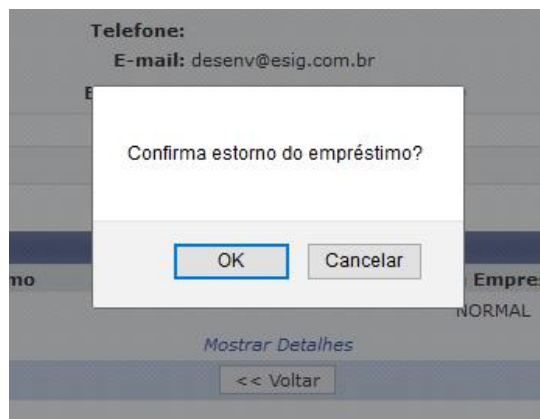 Telefone:
E-mail: desenv@esig.com.br
Confirma estorno do empréstimo?
OK Cancelar
NORMAL
Mostrar Detalhes
<< Voltar